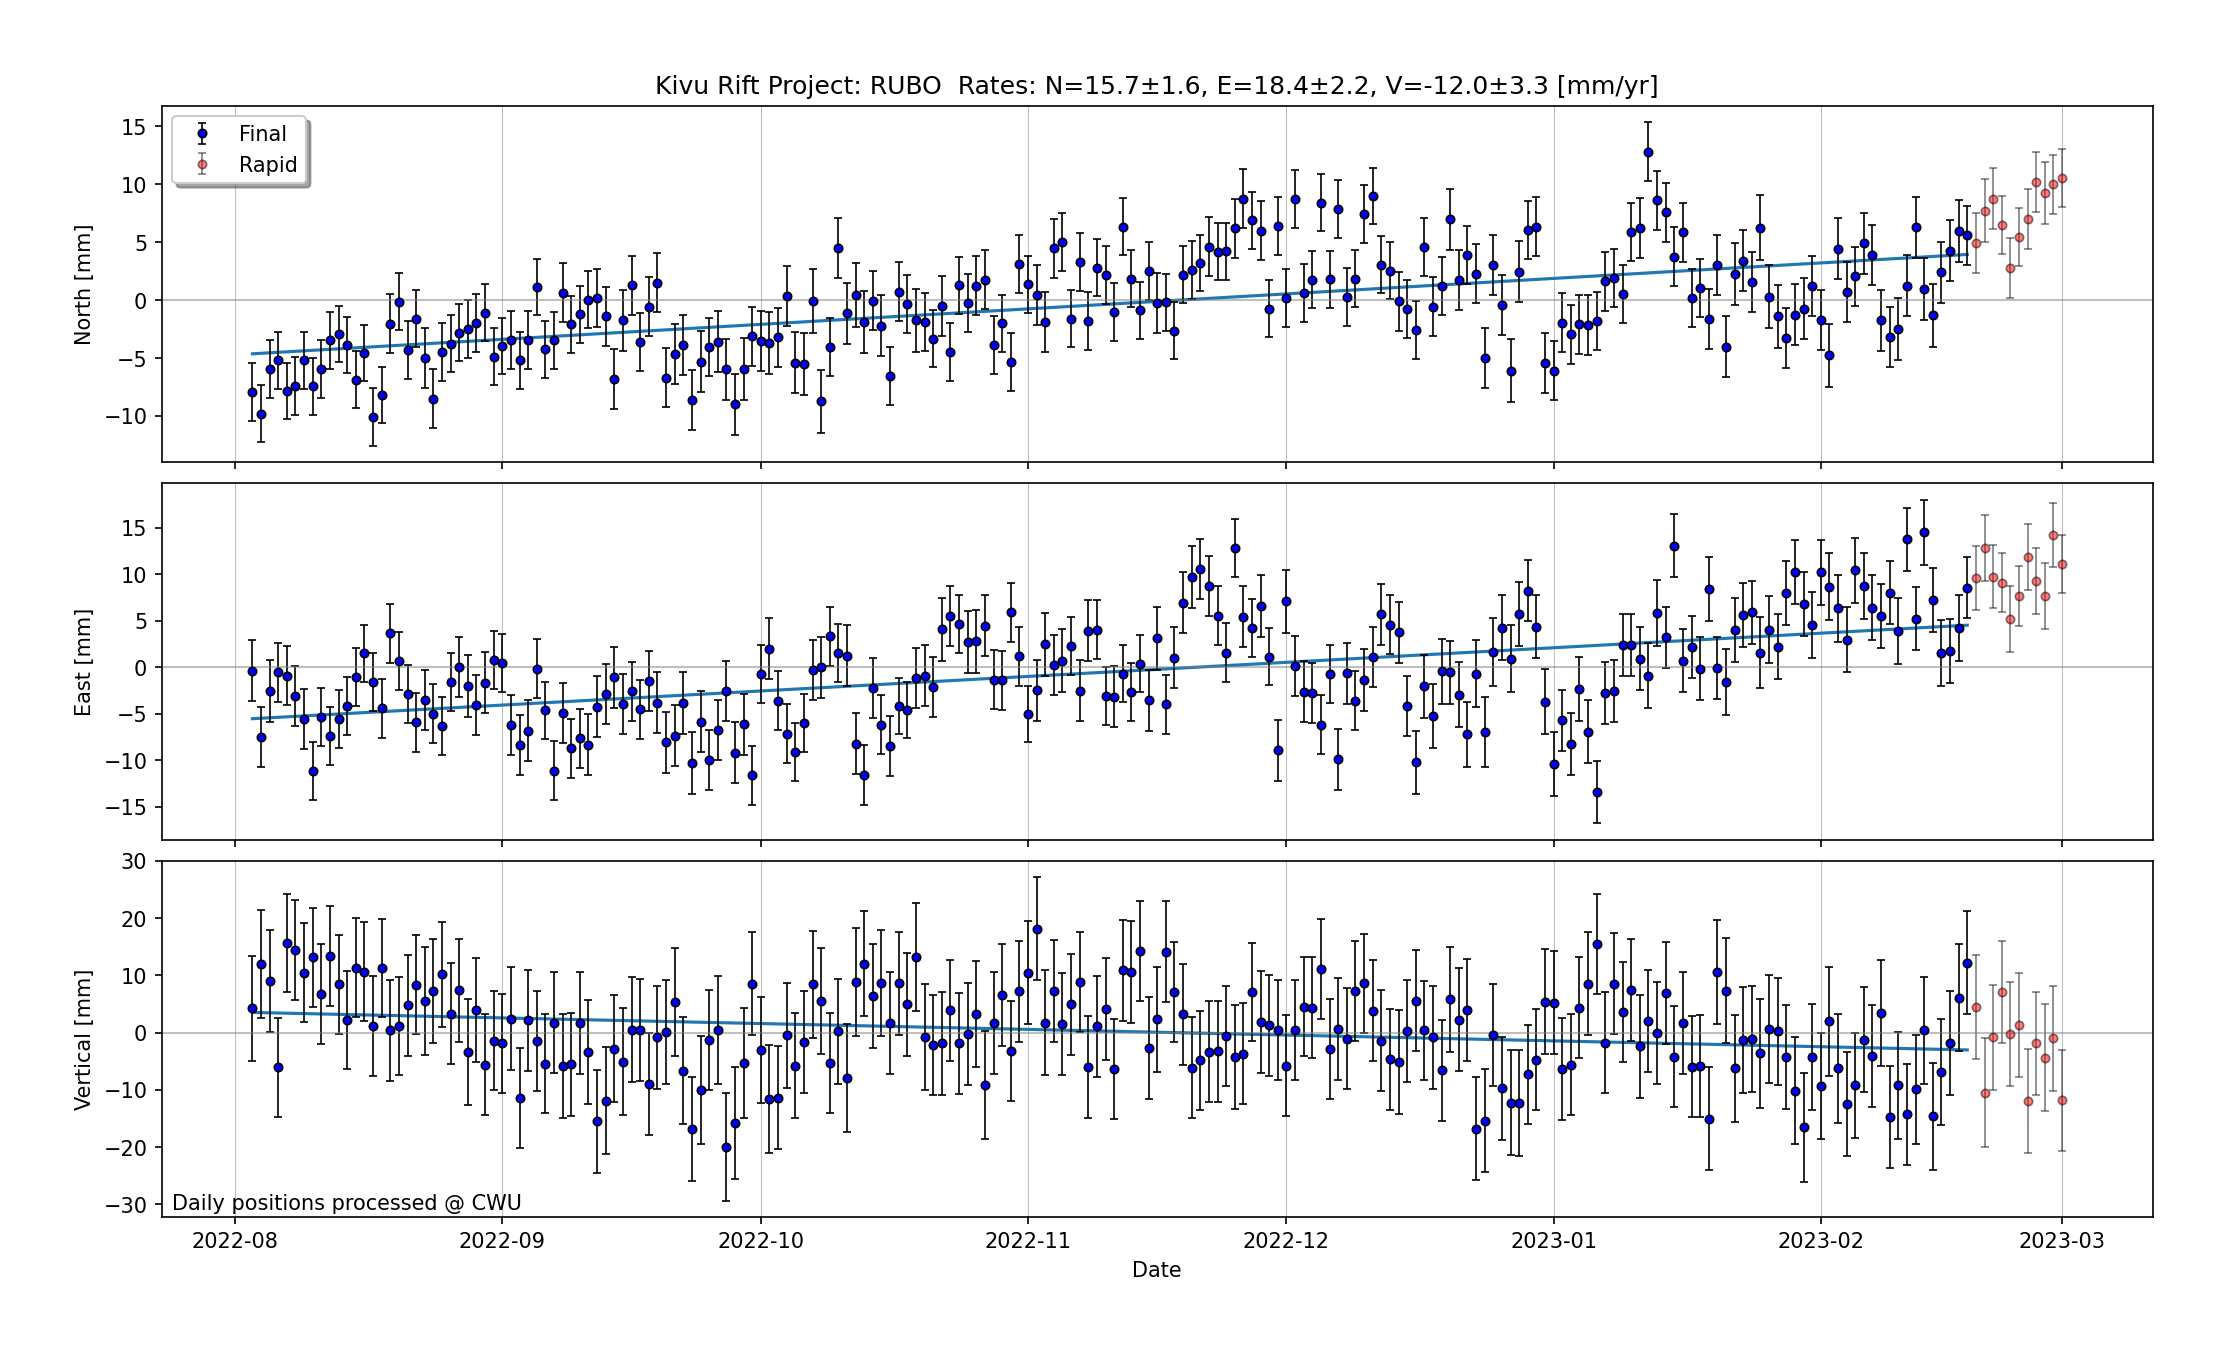 Kivu Rift Project: RUBO  Rates: N=15.7±1.6, E=18.4±2.2, V=-12.0±3.3 [mm/yr]
Final
Rapid
North [mm]
15
10
5
0
−5
−10
East [mm]
15
10
5
0
−5
−10
−15
Vertical [mm]
30
20
10
0
−10
−20
−30
Daily positions processed @ CWU
2022-08 2022-09 2022-10 2022-11 2022-12 2023-01 2023-02 2023-03
Date